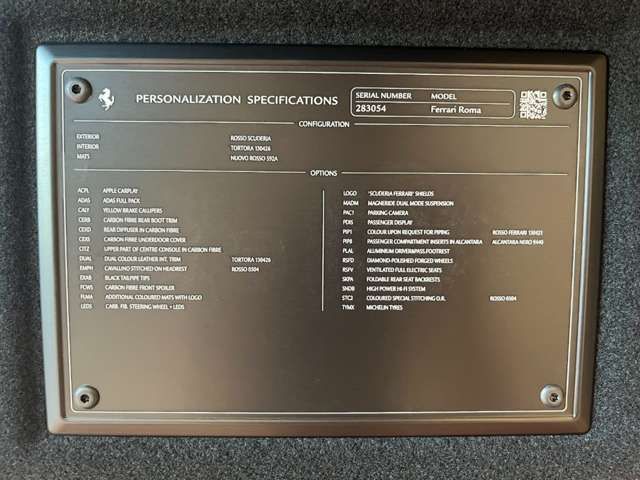 PERSONALIZATION SPECIFICATIONS
SERIAL NUMBER MODEL
283054 Ferrari Roma
CONFIGURATION
EXTERIOR ROSSO SCUDERIA
INTERIOR TORTORA 130426
MATS NUOVO ROSSO 592A
OPTIONS
ACPL APPLE CARPLAY
ADAS ADAS FULL PACK
CALY YELLOW BRAKE CALLIPERS
CERB CARBON FIBRE REAR BOOT TRIM
CEXD REAR DIFFUSER IN CARBON FIBRE
CEXS CARBON FIBRE UNDERDOOR COVER
CITZ UPPER PART OF CENTRE CONSOLE IN CARBON FIBRE
DUAL DUAL COLOUR LEATHER INT. TRIM TORTORA 130426
EMPH CAVALLINO STITCHED ON HEADREST ROSSO 0504
EXAB BLACK TAILPIPE TIPS
FCWS CARBON FIBRE FRONT SPOILER
FLMA ADDITIONAL COLOURED MATS WITH LOGO
LEDS CARB. FIB. STEERING WHEEL + LEDS
LOGO "SCUDERIA FERRARI" SHIELDS
MADM MAGNERIDE DUAL MODE SUSPENSION
PAC1 PARKING CAMERA
PDIS PASSENGER DISPLAY
PIP1 COLOUR UPON REQUEST FOR PIPING ROSSO FERRARI 130421
PIP8 PASSENGER COMPARTMENT INSERTS IN ALCANTARA ALCANTARA NERO 9440
PLAL ALUMINIUM DRIVER&PASS FOOTREST
RSFD DIAMOND-POLISHED FORGED WHEELS
RSFV VENTILATED FULL ELECTRIC SEATS
SKPA FOLDABLE REAR SEAT BACKRESTS
SNDB HIGH POWER HI-FI SYSTEM
STC2 COLOURED SPECIAL STITCHING O.R. ROSSO 0504
TYMX MICHELIN TYRES